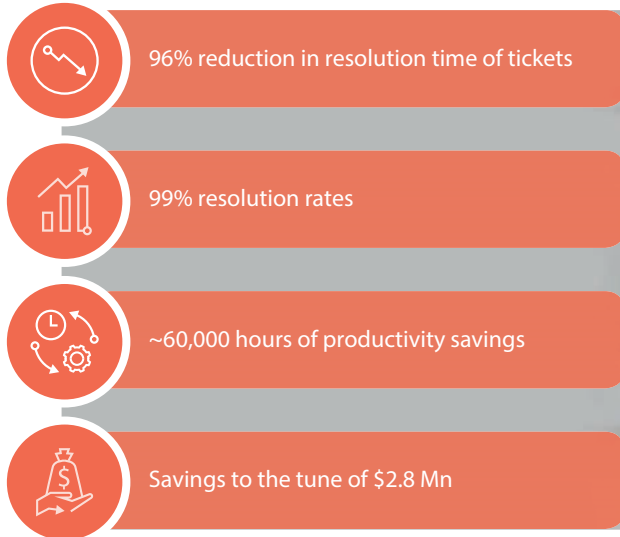 96% reduction in resolution time of tickets
99% resolution rates
~60,000 hours of productivity savings
$
Savings to the tune of $2.8 Mn